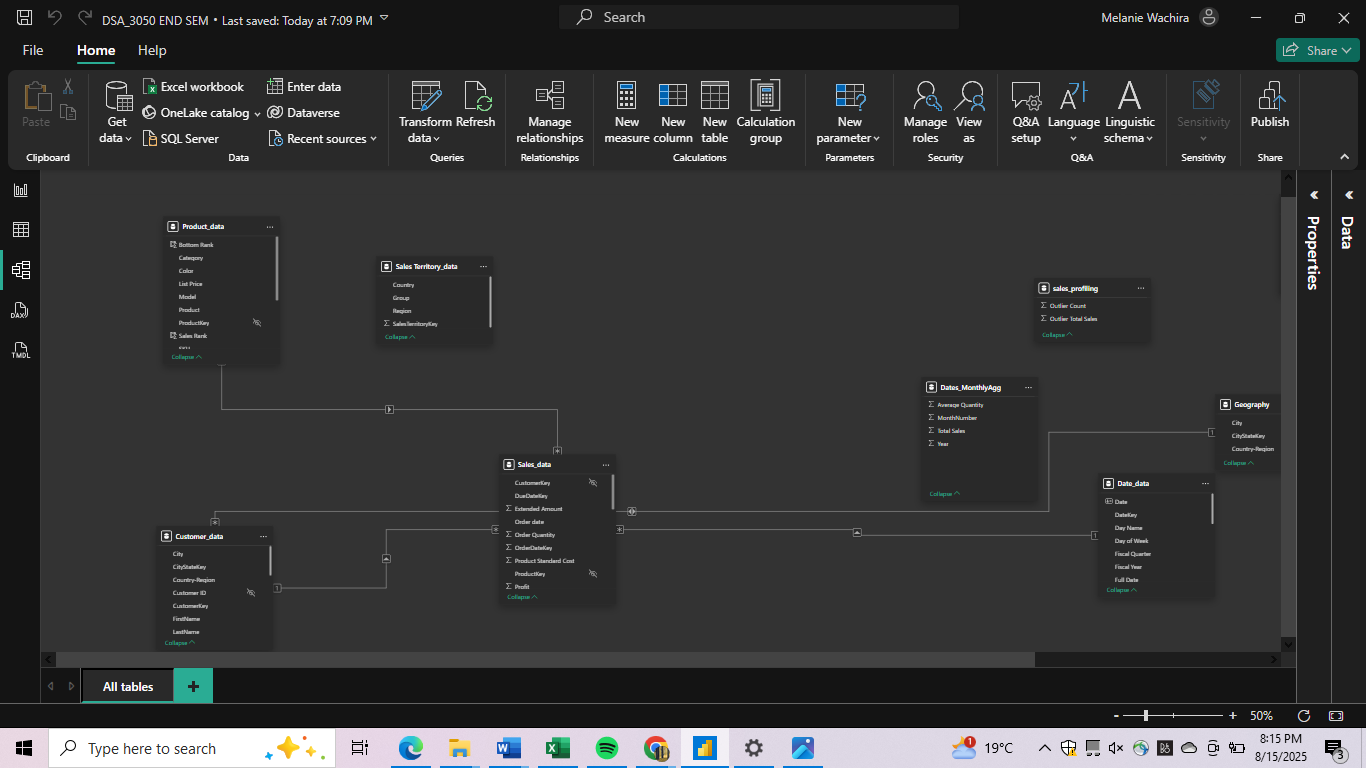 DSA_3050 END SEM • Last saved: Today at 7:09 PM
Search
Melanie Wachira
File
Home
Help
Share
Paste
Get data
Excel workbook
OneLake catalog
SQL Server
Enter data
Dataverse
Recent sources
Transform data
Refresh
Manage relationships
New measure
New column
New table
Calculation group
New parameter
Manage roles
View as
Q&A setup
Language
Linguistic schema
Sensitivity
Publish
Clipboard
Data
Queries
Relationships
Calculations
Parameters
Security
Q&A
Sensitivity
Share
Product_data
Bottom Rank
Category
Color
List Price
Model
Product
ProductKey
Sales Rank
Collapse
Sales Territory_data
Country
Group
Region
SalesTerritoryKey
Collapse
sales_profiling
Outlier Count
Outlier Total Sales
Collapse
Dates_MonthlyAgg
Average Quantity
MonthNumber
Total Sales
Year
Collapse
Geography
City
CityStateKey
Country-Region
Collapse
Sales_data
CustomerKey
DueDateKey
Extended Amount
Order date
Order Quantity
OrderDateKey
Product Standard Cost
ProductKey
Profit
Collapse
Date_data
Date
DateKey
Day Name
Day of Week
Fiscal Quarter
Fiscal Year
Full Date
Collapse
Customer_data
City
CityStateKey
Country-Region
Customer ID
CustomerKey
FirstName
LastName
Collapse
1
1
1
Properties
Data
DAX
TMDL
All tables
+
- + 50%
Type here to search
1
19°C
8:15 PM
8/15/2025
3